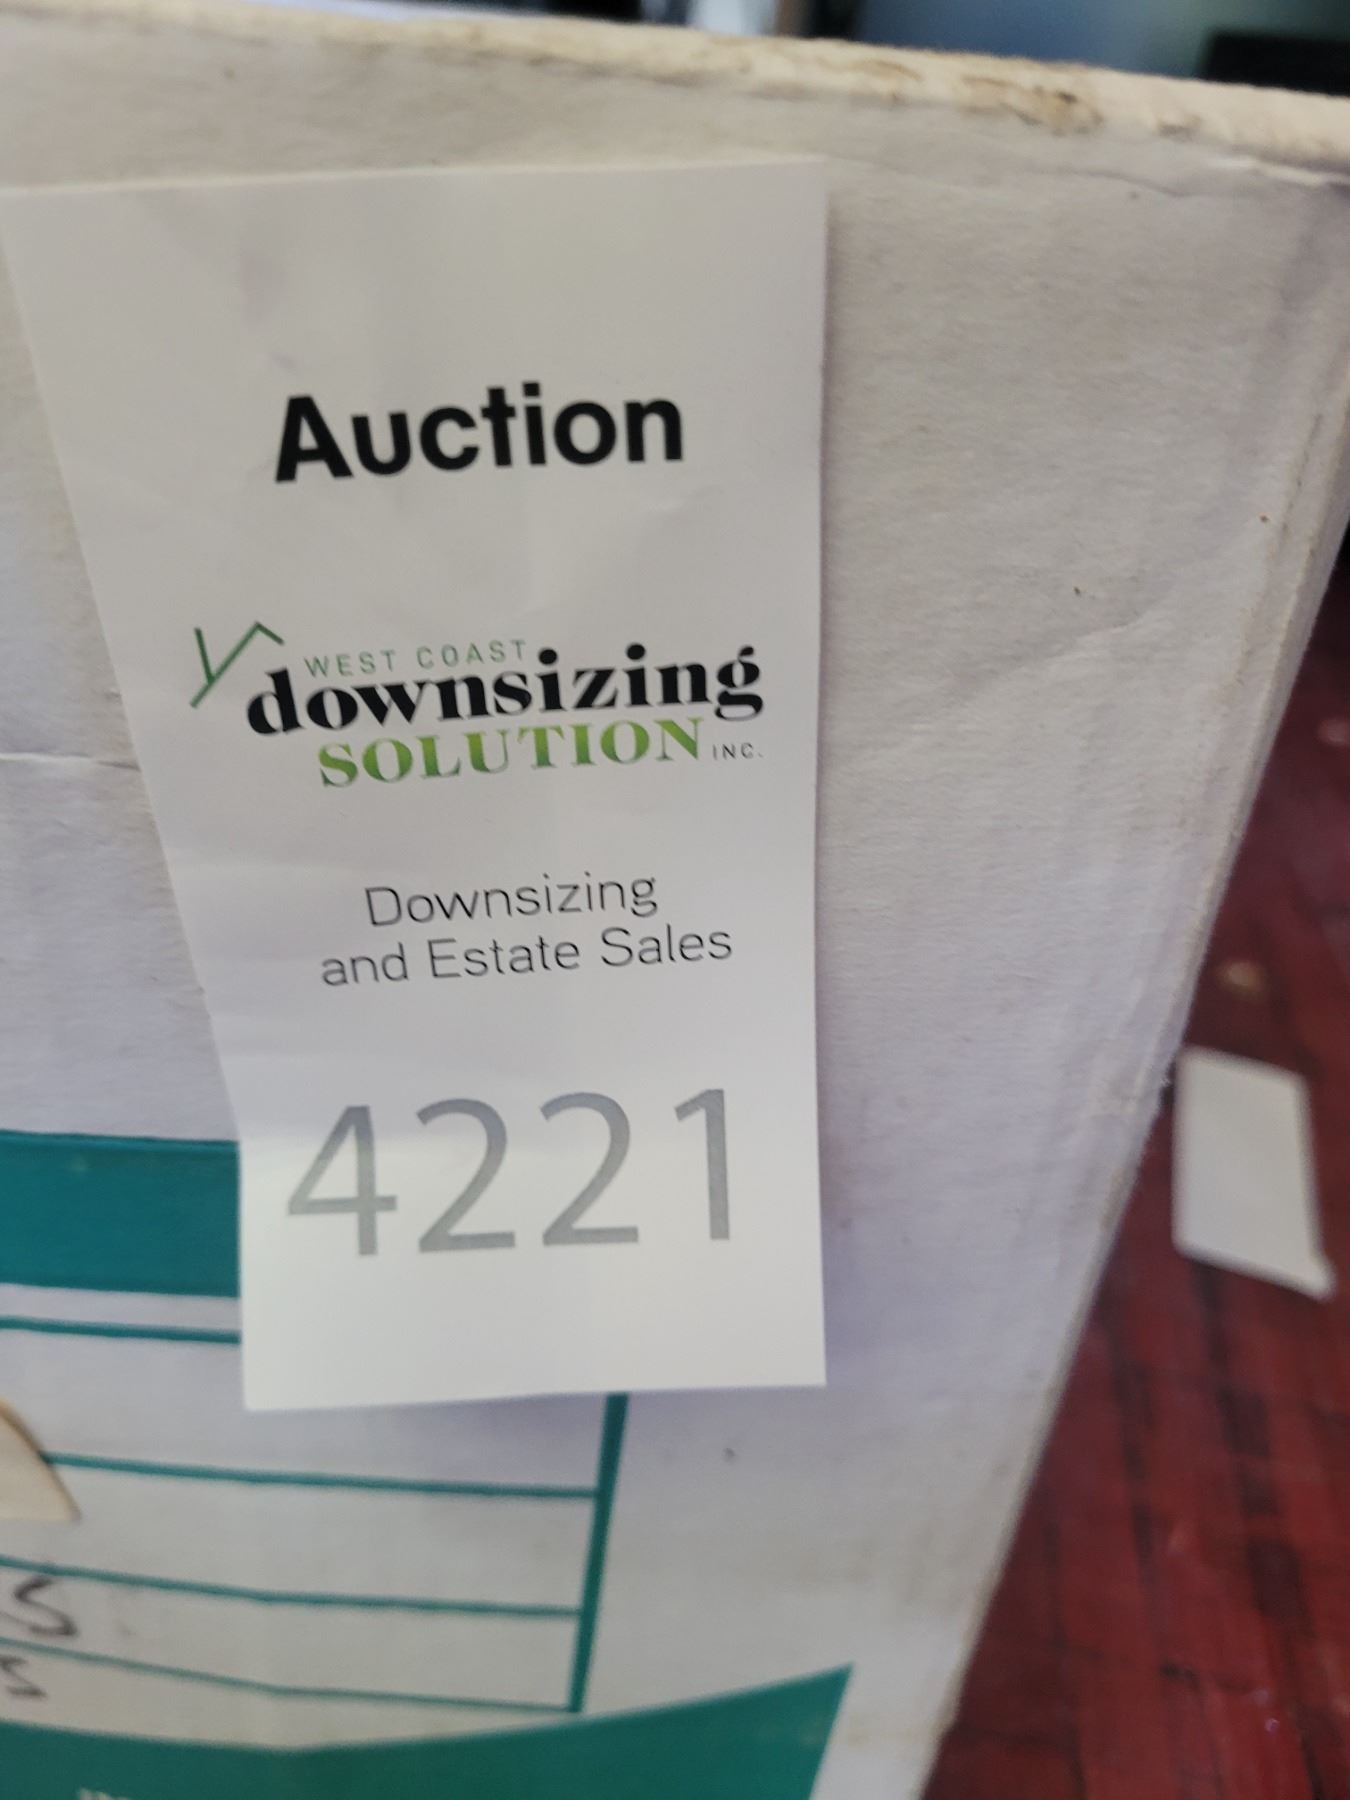 Auction
WEST COAST
downsizing
SOLUTION INC.
Downsizing
and Estate Sales
4221
S
S